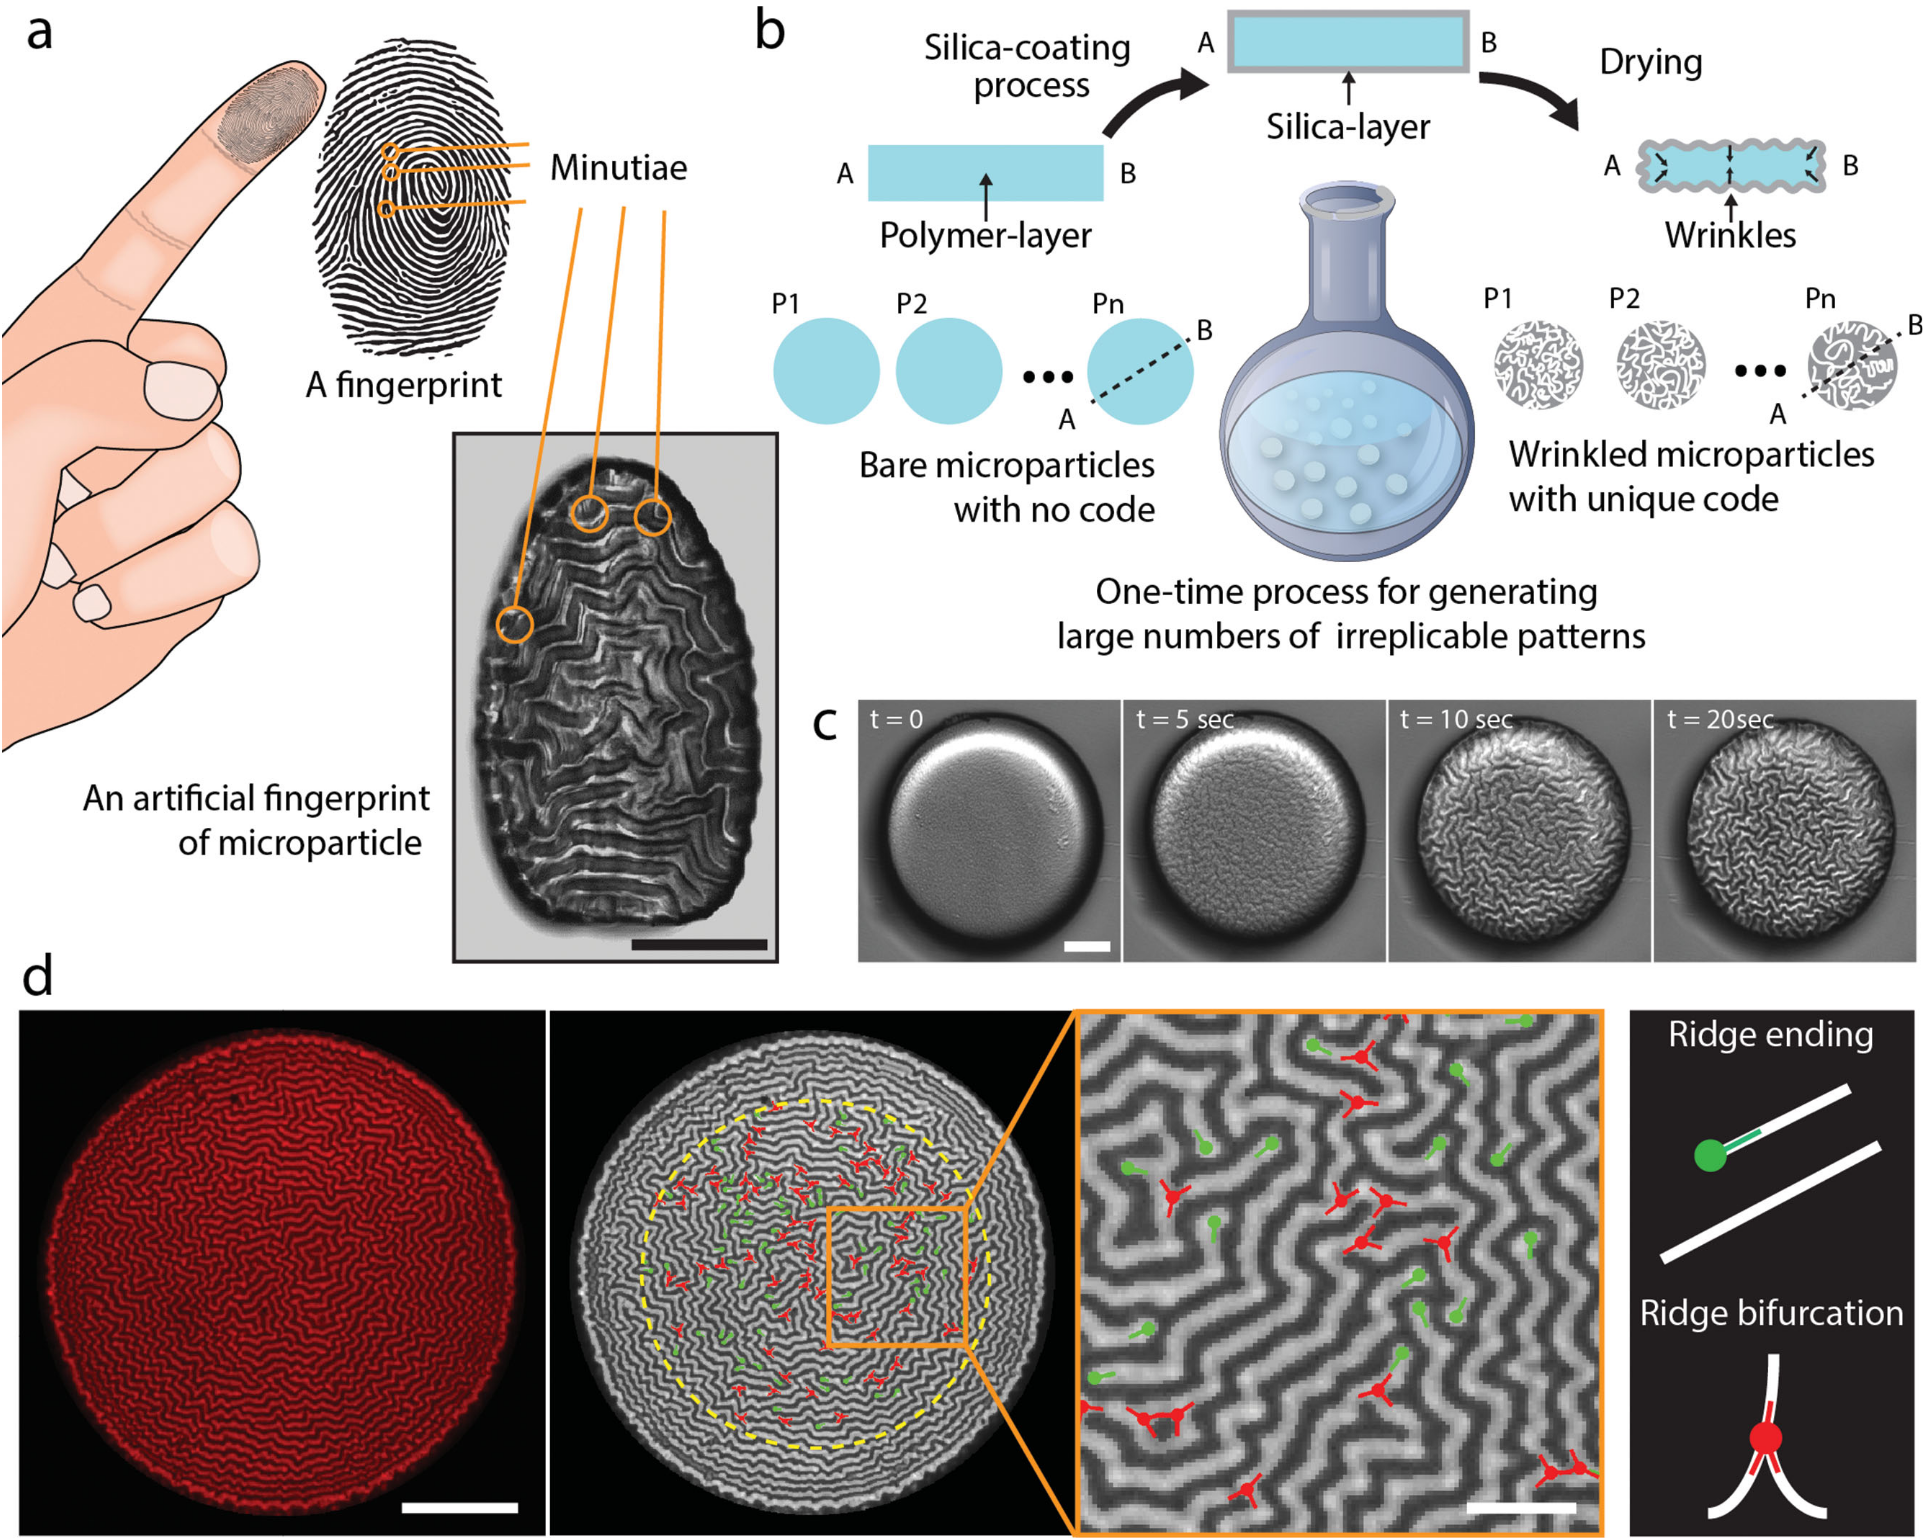 a
Minutiae
A fingerprint
An artificial fingerprint
of microparticle
b
Silica-coating
process
A
B
Silica-layer
Drying
A
B
Polymer-layer
A
B
Wrinkles
P1
P2
Pn
B
A
Bare microparticles
with no code
P1
P2
Pn
B
A
Wrinkled microparticles
with unique code
One-time process for generating
large numbers of irreplicable patterns
c
t = 0
t = 5 sec
t = 10 sec
t = 20sec
d
Ridge ending
Ridge bifurcation